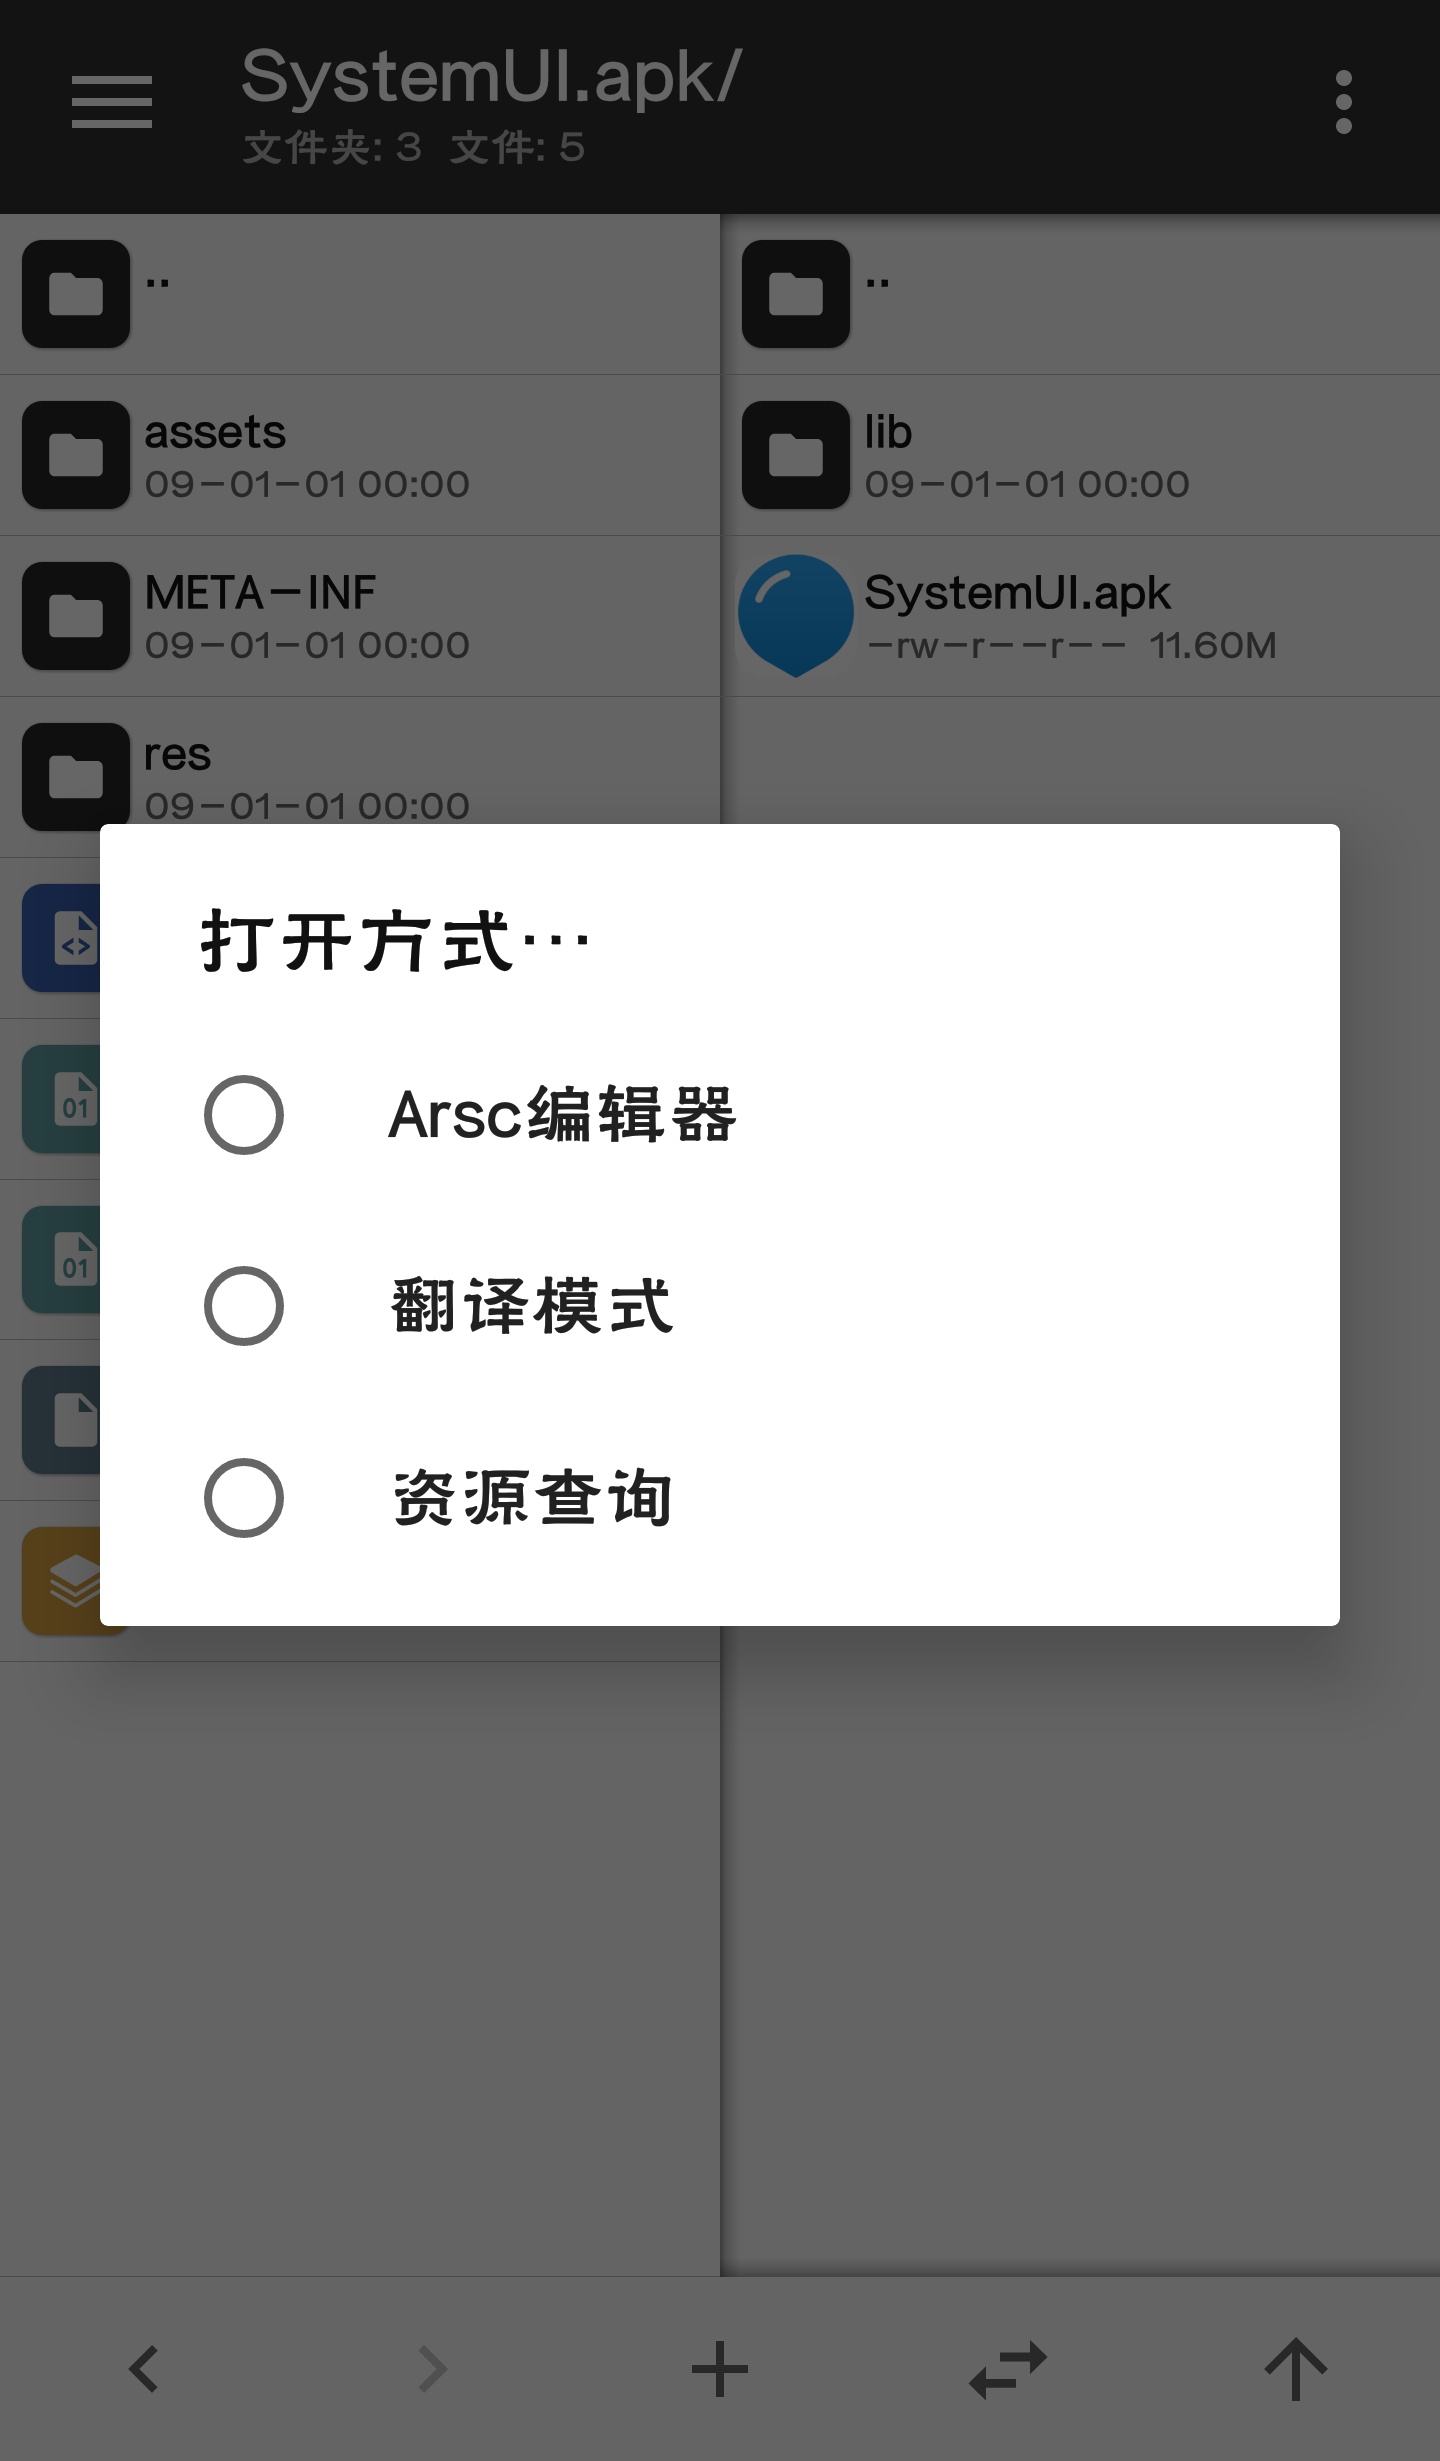 SystemUI.apk/
文件夹: 3 文件: 5
..
assets
09-01-01 00:00
META-INF
09-01-01 00:00
res
09-01-01 00:00
..
lib
09-01-01 00:00
SystemUI.apk
-rw-r--r-- 11.60M
<>
01
01
打开方式…
Arsc编辑器
翻译模式
资源查询